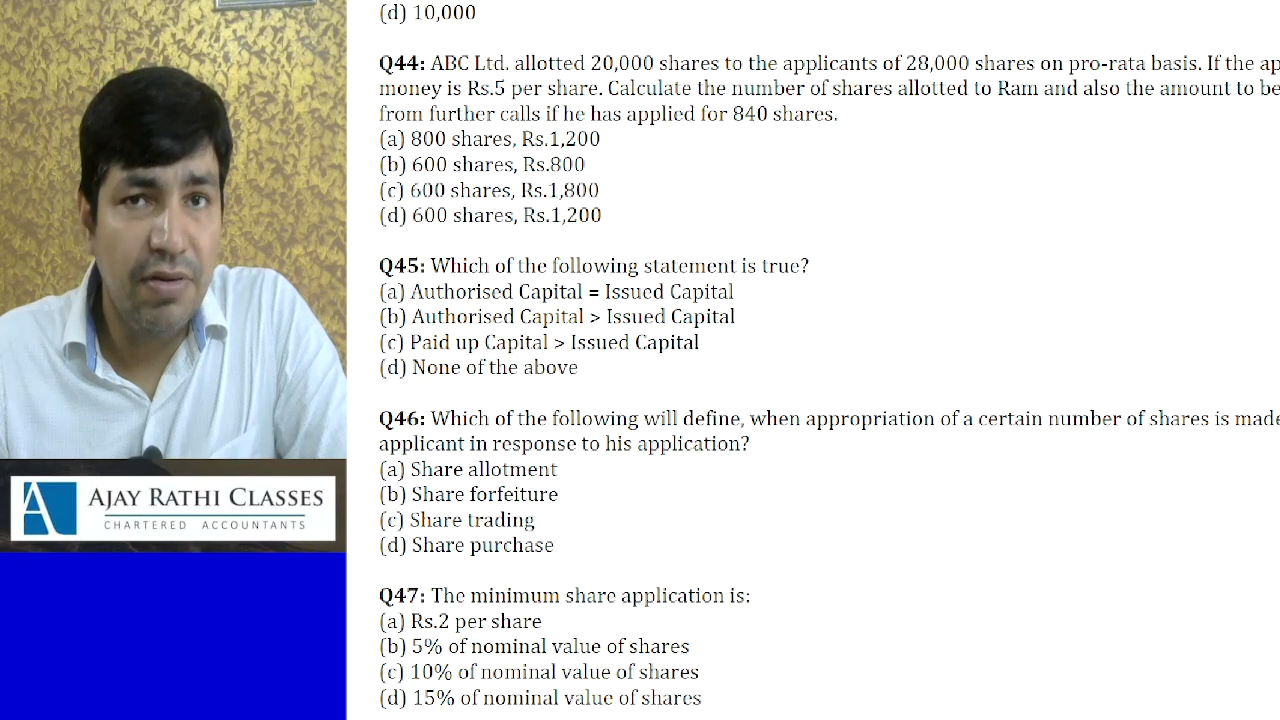 (d) 10,000
Q44: ABC Ltd. allotted 20,000 shares to the applicants of 28,000 shares on pro-rata basis. If the ap
money is Rs.5 per share. Calculate the number of shares allotted to Ram and also the amount to be
from further calls if he has applied for 840 shares.
(a) 800 shares, Rs.1,200
(b) 600 shares, Rs.800
(c) 600 shares, Rs.1,800
(d) 600 shares, Rs.1,200
Q45: Which of the following statement is true?
(a) Authorised Capital = Issued Capital
(b) Authorised Capital > Issued Capital
(c) Paid up Capital > Issued Capital
(d) None of the above
Q46: Which of the following will define, when appropriation of a certain number of shares is made
applicant in response to his application?
(a) Share allotment
(b) Share forfeiture
(c) Share trading
(d) Share purchase
Q47: The minimum share application is:
(a) Rs.2 per share
(b) 5% of nominal value of shares
(c) 10% of nominal value of shares
(d) 15% of nominal value of shares
AJAY RATHI CLASSES
CHARTERED ACCOUNTANTS